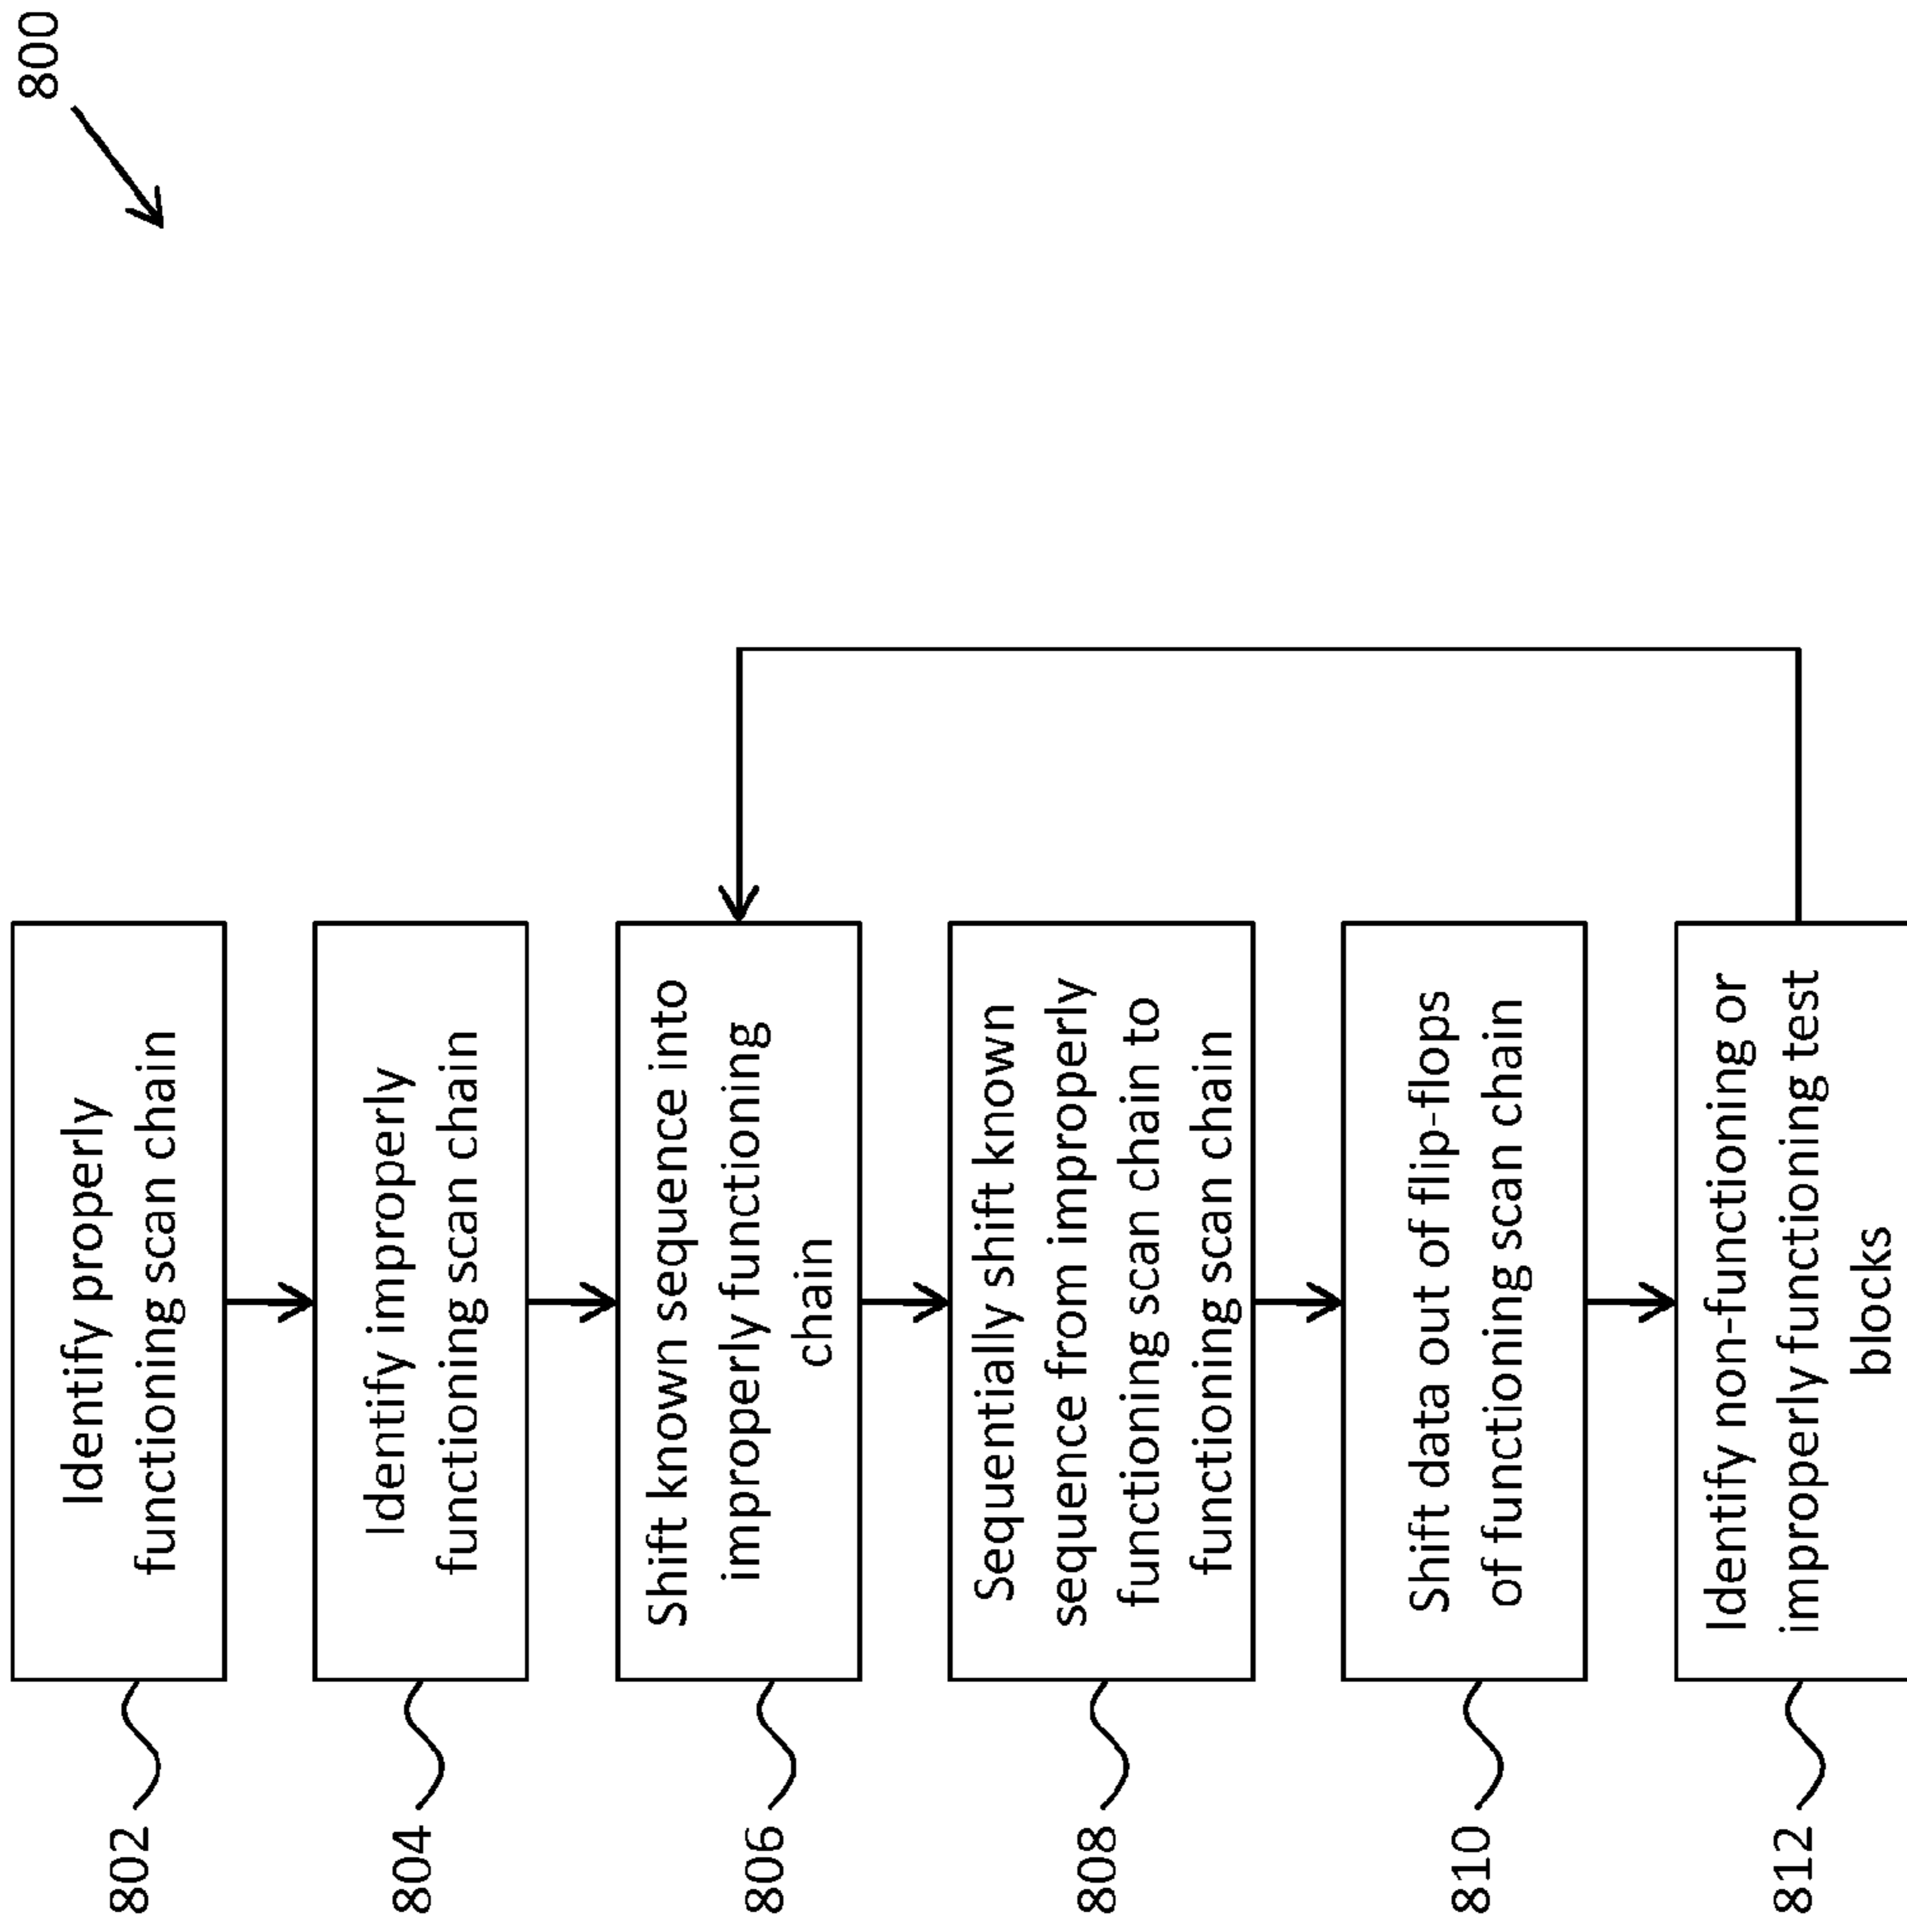 800
802
Identify properly
functioning scan chain
804
Identify improperly
functioning scan chain
806
Shift known sequence into
improperly functioning
chain
808
Sequentially shift known
sequence from improperly
functioning scan chain to
functioning scan chain
810
Shift data out of flip-flops
of functioning scan chain
812
Identify non-functioning or
improperly functioning test
blocks